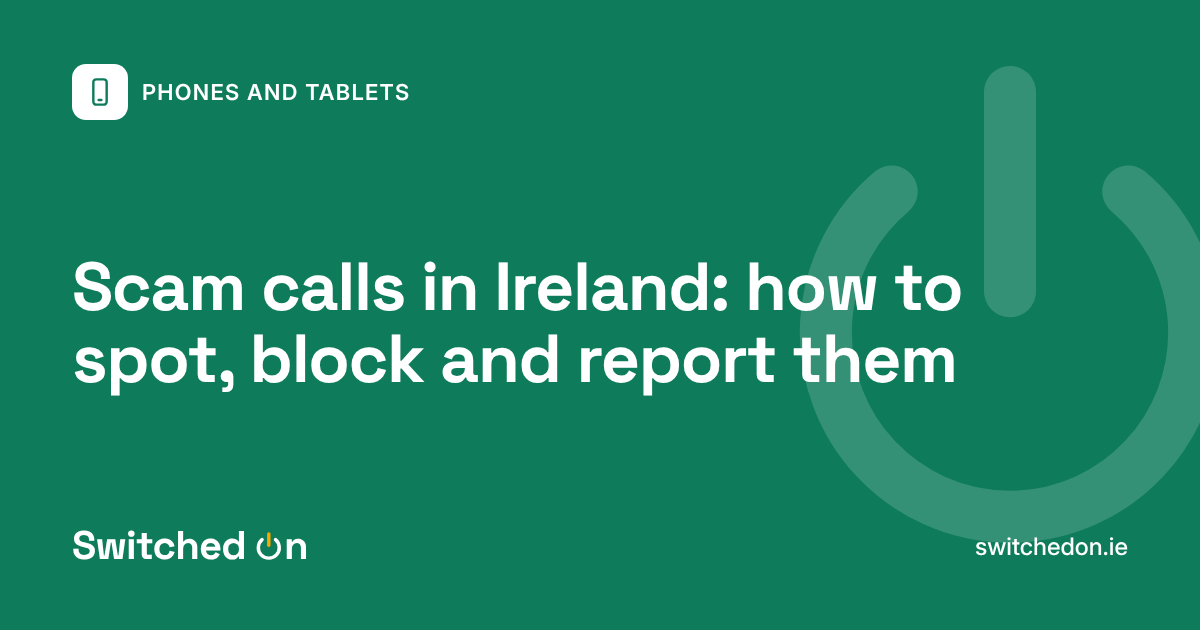 PHONES AND TABLETS
Scam calls in Ireland: how to
spot, block and report them
Switched On
switchedon.ie